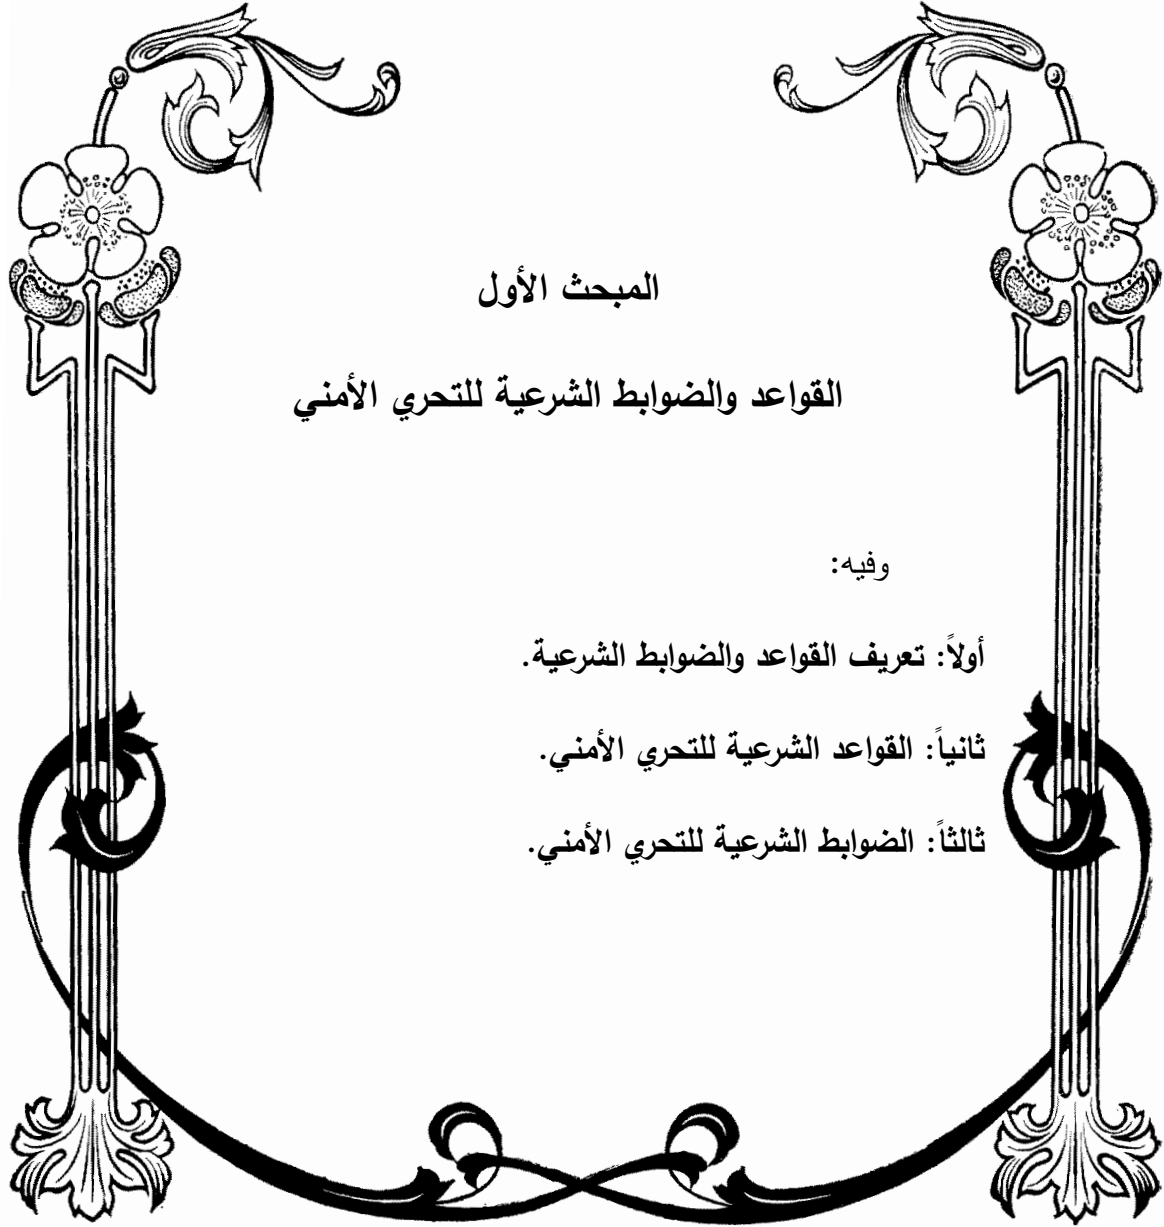 المبحث الأول
القواعد والضوابط الشرعية للتحري الأمني
وفيه:
أولاً: تعريف القواعد والضوابط الشرعية.
ثانياً: القواعد الشرعية للتحري الأمني.
ثالثاً: الضوابط الشرعية للتحري الأمني.